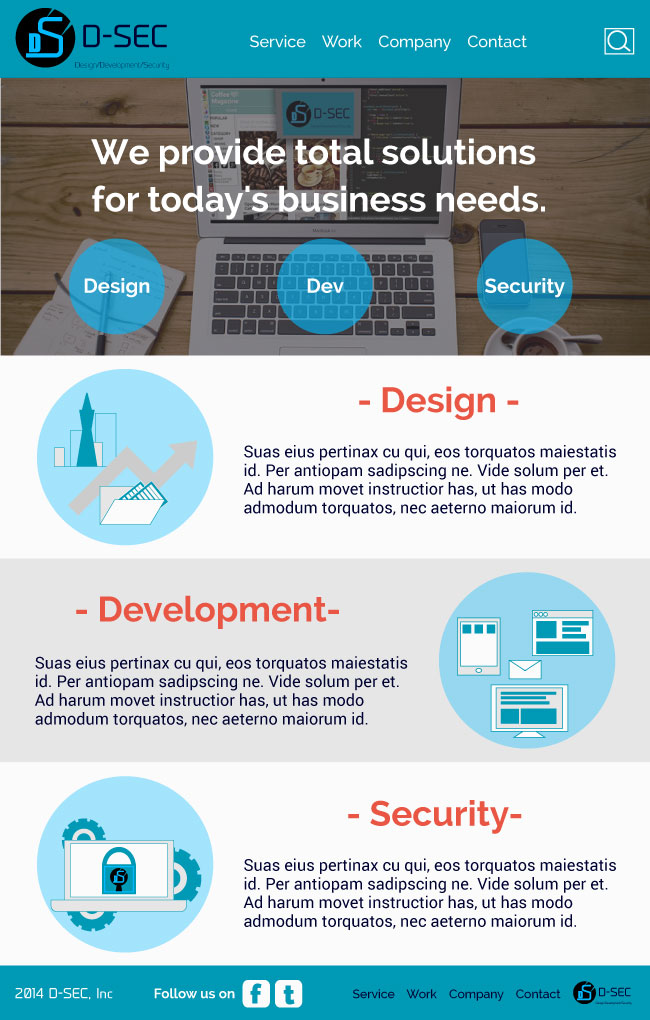 D-SEC
Design/Development/Security
Service Work Company Contact
Coffee
Magazine
D-SEC
We provide total solutions
for today's business needs.
Design Dev Security
- Design -
Suas eius pertinax cu qui, eos torquatos maiestatis
id. Per antiopam sadipscing ne. Vide solum per et.
Ad harum movet instructior has, ut has modo
admodum torquatos, nec aeterno maiorum id.
- Development-
Suas eius pertinax cu qui, eos torquatos maiestatis
id. Per antiopam sadipscing ne. Vide solum per et.
Ad harum movet instructior has, ut has modo
admodum torquatos, nec aeterno maiorum id.
- Security-
Suas eius pertinax cu qui, eos torquatos maiestatis
id. Per antiopam sadipscing ne. Vide solum per et.
Ad harum movet instructior has, ut has modo
admodum torquatos, nec aeterno maiorum id.
2014 D-SEC, Inc Follow us on f t Service Work Company Contact D-SEC